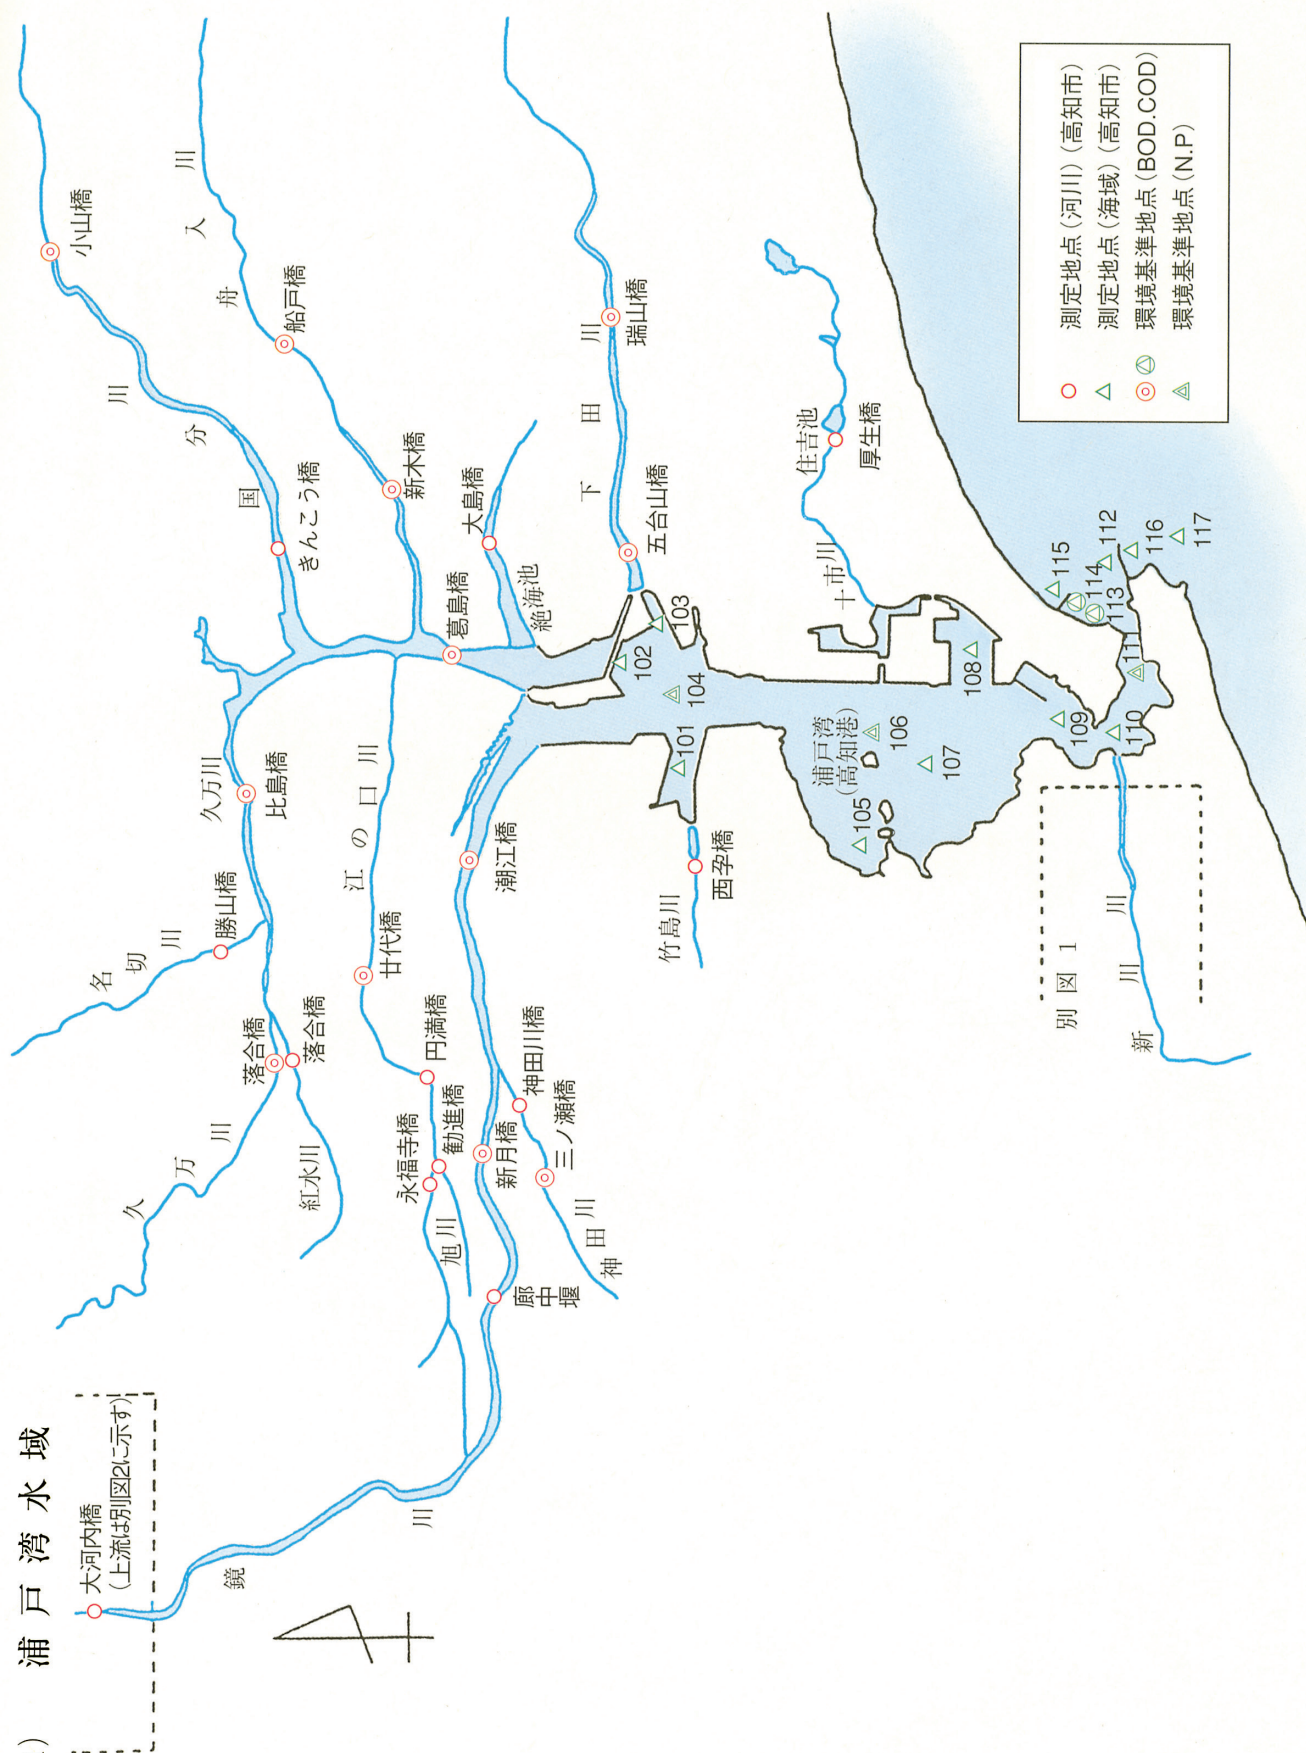 浦戸湾水域
大河内橋
(上流は別図2に示す)
鏡川
久万川
紅水川
落合橋
落合橋
名切川
勝山橋
久万川
比島橋
国分川
きんこう橋
小山橋
舟入川
船戸橋
新木橋
葛島橋
大島橋
絶海池
江の口川
廿代橋
円満橋
勧進橋
永福寺橋
旭川
廊中堰
新月橋
潮江橋
神田川橋
三ノ瀬橋
神田川
下田川
瑞山橋
五台山橋
竹島川
西孕橋
十市川
住吉池
厚生橋
浦戸湾
(高知港)
101
102
103
104
105
106
107
108
109
110
111
112
113
114
115
116
117
別図1
新川川
測定地点(河川)(高知市)
測定地点(海域)(高知市)
環境基準地点(BOD.COD)
環境基準地点(N.P)